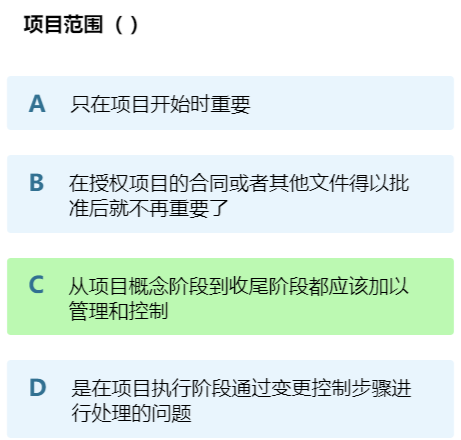 项目范围（ ）
A 只在项目开始时重要
B 在授权项目的合同或者其他文件得以批
准后就不再重要了
C 从项目概念阶段到收尾阶段都应该加以
管理和控制
D 是在项目执行阶段通过变更控制步骤进
行处理的问题